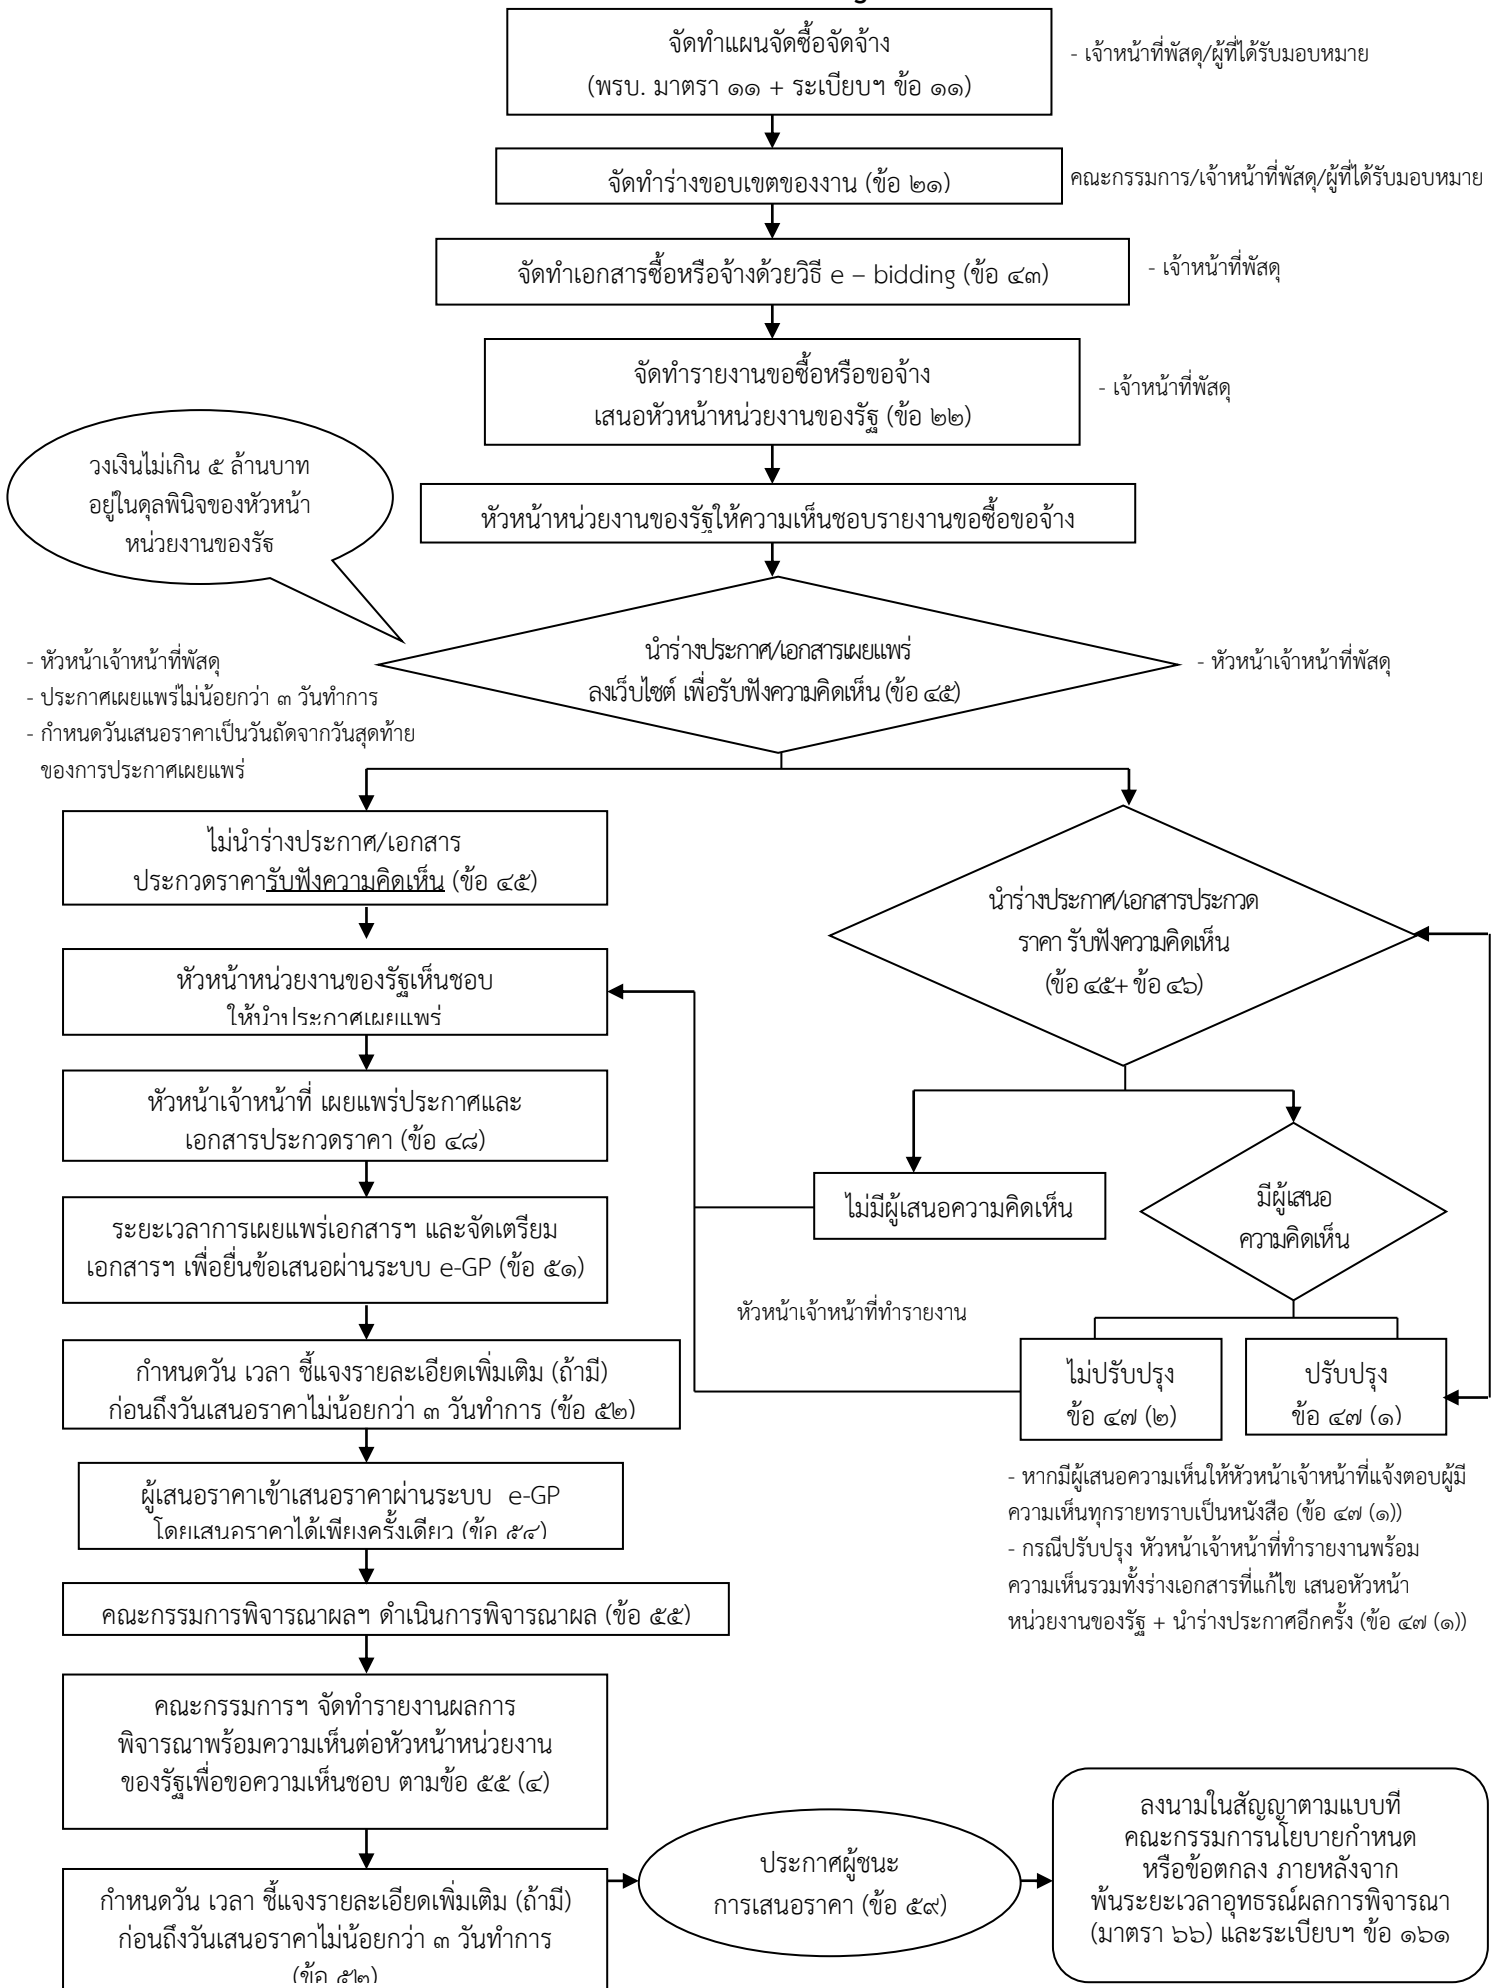 จัดทำแผนจัดซื้อจัดจ้าง
(พรบ. มาตรา ๑๑ + ระเบียบฯ ข้อ ๑๑)
- เจ้าหน้าที่พัสดุ/ผู้ที่ได้รับมอบหมาย
จัดทำร่างขอบเขตของงาน (ข้อ ๒๑)
คณะกรรมการ/เจ้าหน้าที่พัสดุ/ผู้ที่ได้รับมอบหมาย
จัดทำเอกสารซื้อหรือจ้างด้วยวิธี e – bidding (ข้อ ๔๓)
- เจ้าหน้าที่พัสดุ
จัดทำรายงานขอซื้อหรือขอจ้าง
เสนอหัวหน้าหน่วยงานของรัฐ (ข้อ ๒๒)
- เจ้าหน้าที่พัสดุ
วงเงินไม่เกิน ๕ ล้านบาท
อยู่ในดุลพินิจของหัวหน้า
หน่วยงานของรัฐ
หัวหน้าหน่วยงานของรัฐให้ความเห็นชอบรายงานขอซื้อขอจ้าง
นำร่างประกาศ/เอกสารเผยแพร่
ลงเว็บไซต์ เพื่อรับฟังความคิดเห็น (ข้อ ๔๕)
- หัวหน้าเจ้าหน้าที่พัสดุ
- หัวหน้าเจ้าหน้าที่พัสดุ
- ประกาศเผยแพร่ไม่น้อยกว่า ๓ วันทำการ
- กำหนดวันเสนอราคาเป็นวันถัดจากวันสุดท้าย
ของการประกาศเผยแพร่
ไม่นำร่างประกาศ/เอกสาร
ประกวดราคารับฟังความคิดเห็น (ข้อ ๔๕)
นำร่างประกาศ/เอกสารประกวด
ราคา รับฟังความคิดเห็น
(ข้อ ๔๕+ ข้อ ๔๖)
หัวหน้าหน่วยงานของรัฐเห็นชอบ
ให้นำประกาศเผยแพร่
หัวหน้าเจ้าหน้าที่ เผยแพร่ประกาศและ
เอกสารประกวดราคา (ข้อ ๔๘)
ไม่มีผู้เสนอความคิดเห็น
มีผู้เสนอ
ความคิดเห็น
ระยะเวลาการเผยแพร่เอกสารฯ และจัดเตรียม
เอกสารฯ เพื่อยื่นข้อเสนอผ่านระบบ e-GP (ข้อ ๕๑)
หัวหน้าเจ้าหน้าที่ทำรายงาน
กำหนดวัน เวลา ชี้แจงรายละเอียดเพิ่มเติม (ถ้ามี)
ก่อนถึงวันเสนอราคาไม่น้อยกว่า ๓ วันทำการ (ข้อ ๕๒)
ไม่ปรับปรุง
ข้อ ๔๗ (๒)
ปรับปรุง
ข้อ ๔๗ (๑)
ผู้เสนอราคาเข้าเสนอราคาผ่านระบบ e-GP
โดยเสนอราคาได้เพียงครั้งเดียว (ข้อ ๕๔)
- หากมีผู้เสนอความเห็นให้หัวหน้าเจ้าหน้าที่แจ้งตอบผู้มี
ความเห็นทุกรายทราบเป็นหนังสือ (ข้อ ๔๗ (๑))
- กรณีปรับปรุง หัวหน้าเจ้าหน้าที่ทำรายงานพร้อม
ความเห็นรวมทั้งร่างเอกสารที่แก้ไข เสนอหัวหน้า
หน่วยงานของรัฐ + นำร่างประกาศอีกครั้ง (ข้อ ๔๗ (๑))
คณะกรรมการพิจารณาผลฯ ดำเนินการพิจารณาผล (ข้อ ๕๕)
คณะกรรมการฯ จัดทำรายงานผลการ
พิจารณาพร้อมความเห็นต่อหัวหน้าหน่วยงาน
ของรัฐเพื่อขอความเห็นชอบ ตามข้อ ๕๕ (๔)
กำหนดวัน เวลา ชี้แจงรายละเอียดเพิ่มเติม (ถ้ามี)
ก่อนถึงวันเสนอราคาไม่น้อยกว่า ๓ วันทำการ
ประกาศผู้ชนะ
การเสนอราคา (ข้อ ๕๙)
ลงนามในสัญญาตามแบบที่
คณะกรรมการนโยบายกำหนด
หรือข้อตกลง ภายหลังจาก
พ้นระยะเวลาอุทธรณ์ผลการพิจารณา
(มาตรา ๖๖) และระเบียบฯ ข้อ ๑๖๑